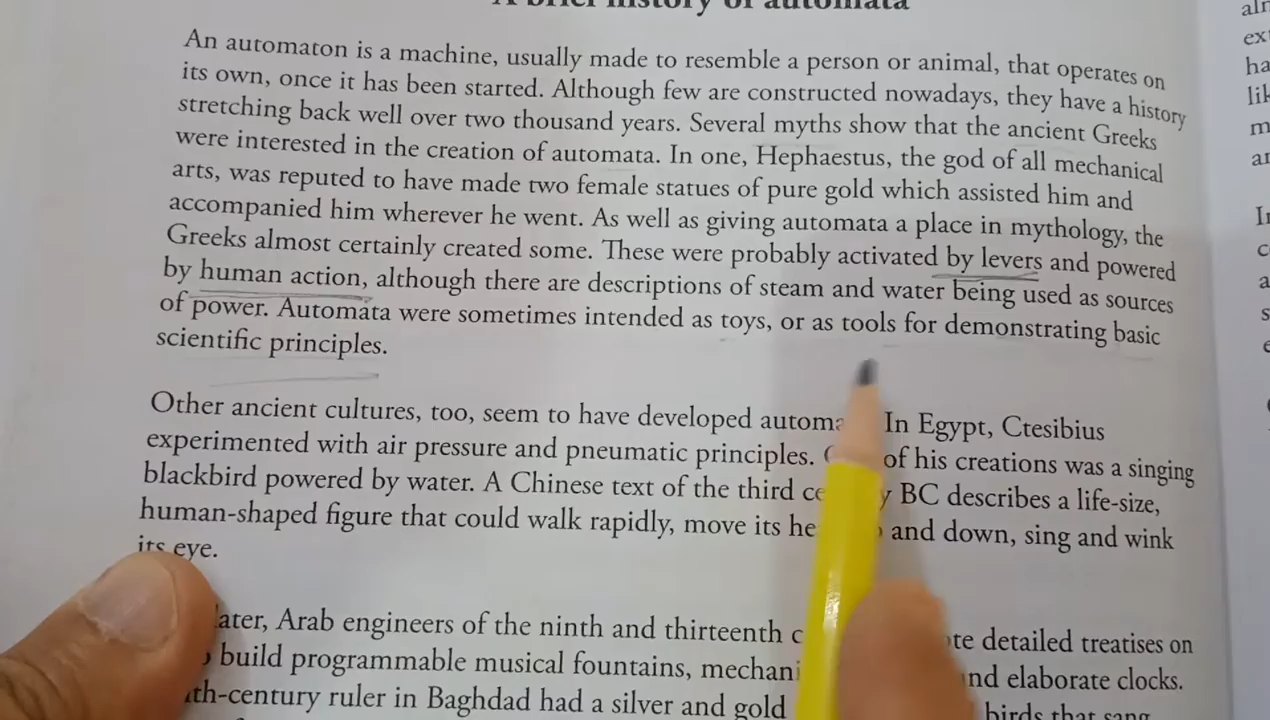 A brief history of automata
An automaton is a machine, usually made to resemble a person or animal, that operates on
its own, once it has been started. Although few are constructed nowadays, they have a history
stretching back well over two thousand years. Several myths show that the ancient Greeks
were interested in the creation of automata. In one, Hephaestus, the god of all mechanical
arts, was reputed to have made two female statues of pure gold which assisted him and
accompanied him wherever he went. As well as giving automata a place in mythology, the
Greeks almost certainly created some. These were probably activated by levers and powered
by human action, although there are descriptions of steam and water being used as sources
of power. Automata were sometimes intended as toys, or as tools for demonstrating basic
scientific principles.
Other ancient cultures, too, seem to have developed In Egypt, Ctesibius
experimented with air pressure and pneumatic principles. of his creations was a singing
blackbird powered by water. A Chinese text of the third BC describes a life-size,
human-shaped figure that could walk rapidly, move its and down, sing and wink
its eye.
Arab engineers of the ninth and thirteenth detailed treatises on
build programmable musical fountains, elaborate clocks.
ruler in Baghdad had a silver and gold birds that sang